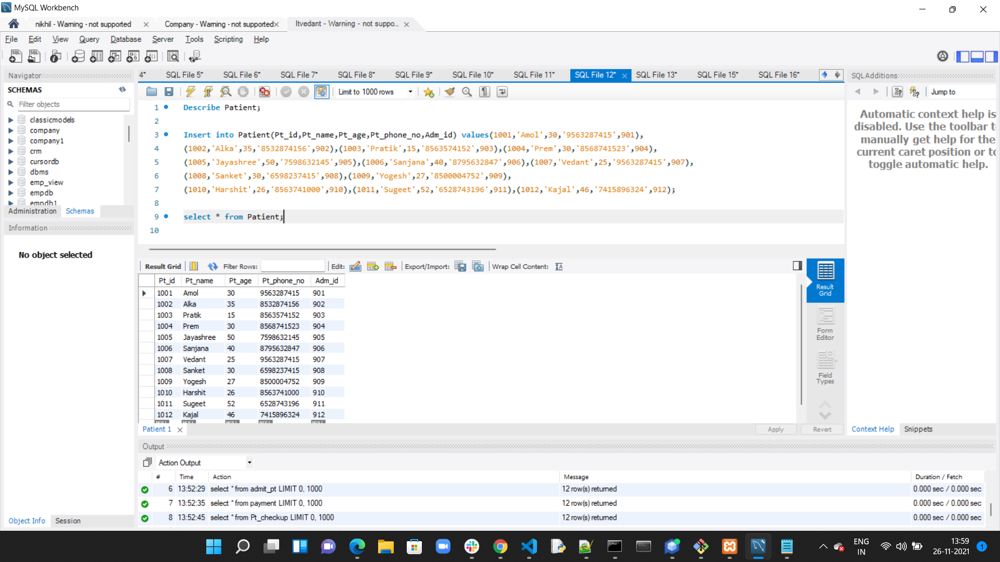 MySQL Workbench
nikhil - Warning - not supported
Company - Warning - not supported
Itvedant - Warning - not suppo...
File Edit View Query Database Server Tools Scripting Help
Navigator
SCHEMAS
Filter objects
classicmodels
company
company1
crm
cursordb
dbms
emp_view
empdb
empdb1
Administration Schemas
Information
No object selected
Object Info Session
4* SQL File 5* SQL File 6* SQL File 7* SQL File 8* SQL File 9* SQL File 10* SQL File 11* SQL File 12* SQL File 13* SQL File 15* SQL File 16*
Limit to 1000 rows
1 Describe Patient;
2
3 Insert into Patient(Pt_id,Pt_name,Pt_age,Pt_phone_no,Adm_id) values(1001,'Amol',30,'9563287415',901),
4 (1002,'Alka',35,'8532874156',902),(1003,'Pratik',15,'8563574152',903),(1004,'Prem',30,'8568741523',904),
5 (1005,'Jayashree',50,'7598632145',905),(1006,'Sanjana',40,'8795632847',906),(1007,'Vedant',25,'9563287415',907),
6 (1008,'Sanket',30,'6598237415',908),(1009,'Yogesh',27,'8500004752',909),
7 (1010,'Harshit',26,'8563741000',910),(1011,'Sugeet',52,'6528743196',911),(1012,'Kajal',46,'7415896324',912);
8
9 select * from Patient;
10
Result Grid Filter Rows: Edit: Export/Import: Wrap Cell Content:
Pt_id Pt_name Pt_age Pt_phone_no Adm_id
1001 Amol 30 9563287415 901
1002 Alka 35 8532874156 902
1003 Pratik 15 8563574152 903
1004 Prem 30 8568741523 904
1005 Jayashree 50 7598632145 905
1006 Sanjana 40 8795632847 906
1007 Vedant 25 9563287415 907
1008 Sanket 30 6598237415 908
1009 Yogesh 27 8500004752 909
1010 Harshit 26 8563741000 910
1011 Sugeet 52 6528743196 911
1012 Kajal 46 7415896324 912
NULL NULL NULL NULL NULL
Result Grid
Form Editor
Field Types
Patient 1
Apply Revert
SQLAdditions
Jump to
Automatic context help is
disabled. Use the toolbar t
manually get help for the
current caret position or to
toggle automatic help.
Context Help Snippets
Output
Action Output
# Time Action Message Duration / Fetch
6 13:52:29 select * from admit_pt LIMIT 0, 1000 12 row(s) returned 0.000 sec / 0.000 sec
7 13:52:35 select * from payment LIMIT 0, 1000 12 row(s) returned 0.000 sec / 0.000 sec
8 13:52:45 select * from Pt_checkup LIMIT 0, 1000 12 row(s) returned 0.000 sec / 0.000 sec
ENG
IN
13:59
26-11-2021
1